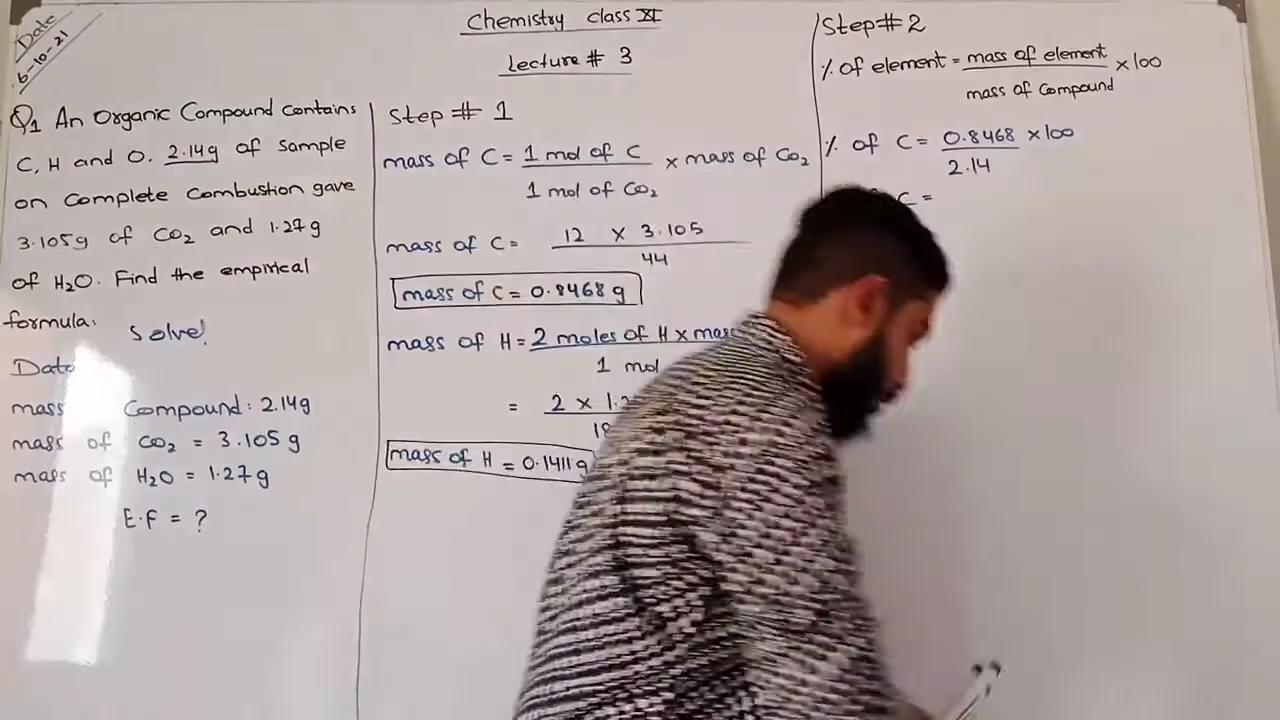 Date
6-10-21
Chemistry class XI
Lecture # 3
Q1 An Organic Compound contains
C, H and O. 2.14g of Sample
on Complete Combustion gave
3.105g of CO2 and 1.27g
of H2O. Find the empirical
formula.
Solve!
Data
mass Compound: 2.14g
mass of CO2 = 3.105 g
mass of H2O = 1.27g
E.F = ?
Step # 1
mass of C = 1 mol of C × mass of CO2
1 mol of CO2
mass of C = 12 × 3.105
44
mass of C = 0.8468 g
mass of H = 2 moles of H ×
1 mol
= 2 ×
18
mass of H = 0.1411g
Step # 2
% of element = mass of element × 100
mass of Compound
% of C = 0.8468 × 100
2.14
C =